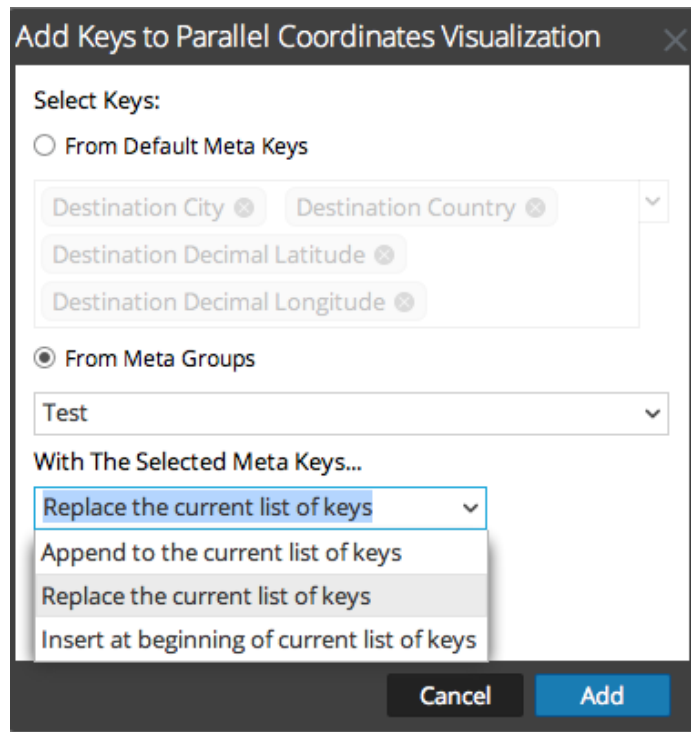 Add Keys to Parallel Coordinates Visualization
Select Keys:
From Default Meta Keys
Destination City Destination Country
Destination Decimal Latitude
Destination Decimal Longitude
From Meta Groups
Test
With The Selected Meta Keys...
Replace the current list of keys
Append to the current list of keys
Replace the current list of keys
Insert at beginning of current list of keys
Cancel Add